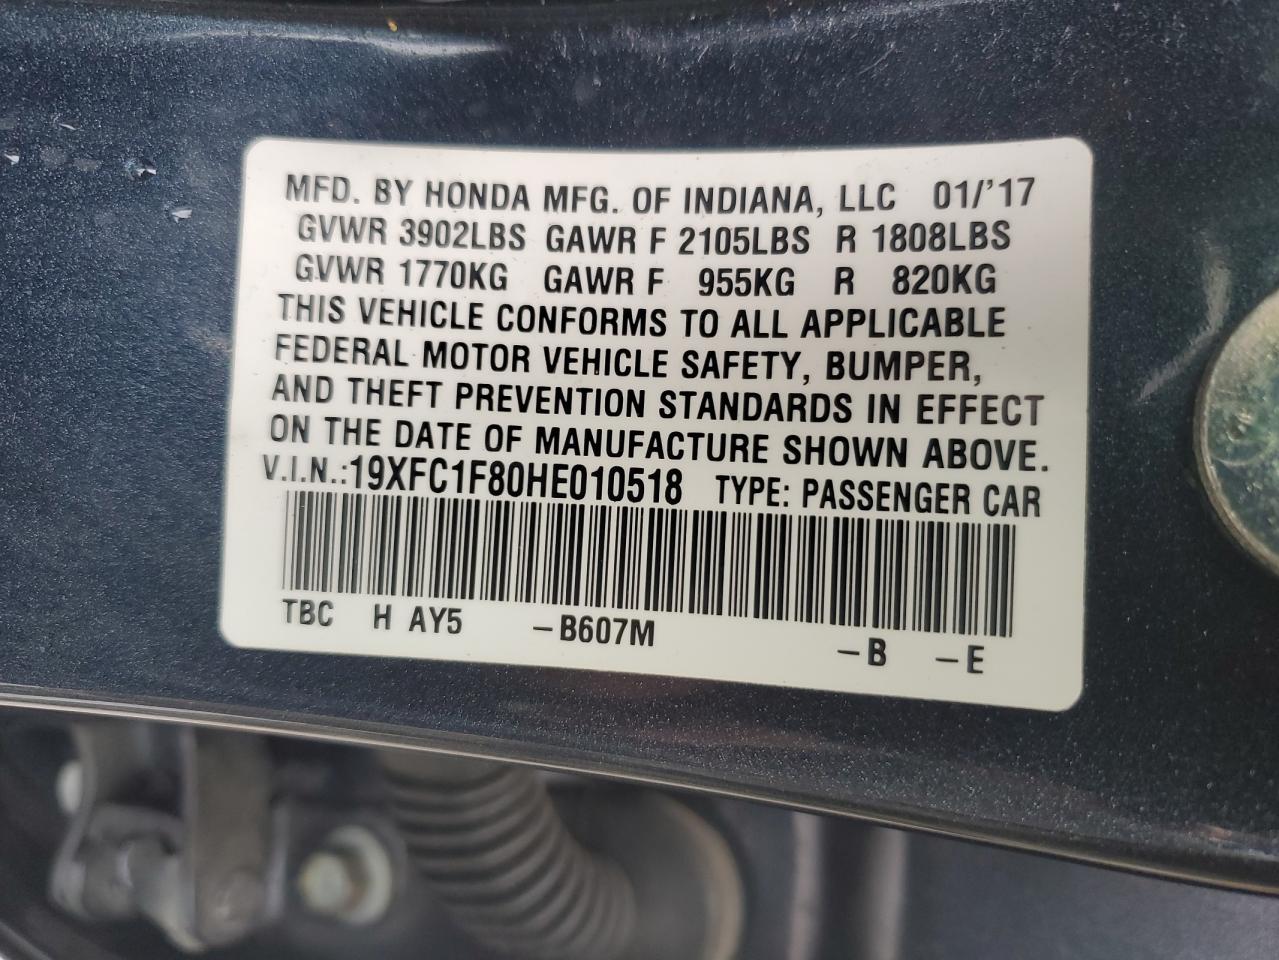 MFD. BY HONDA MFG. OF INDIANA, LLC 01/'17
GVWR 3902LBS GAWR F 2105LBS R 1808LBS
GVWR 1770KG GAWR F 955KG R 820KG
THIS VEHICLE CONFORMS TO ALL APPLICABLE
FEDERAL MOTOR VEHICLE SAFETY, BUMPER,
AND THEFT PREVENTION STANDARDS IN EFFECT
ON THE DATE OF MANUFACTURE SHOWN ABOVE.
V.I.N.:19XFC1F80HE010518 TYPE: PASSENGER CAR
TBC H AY5 –B607M –B –E